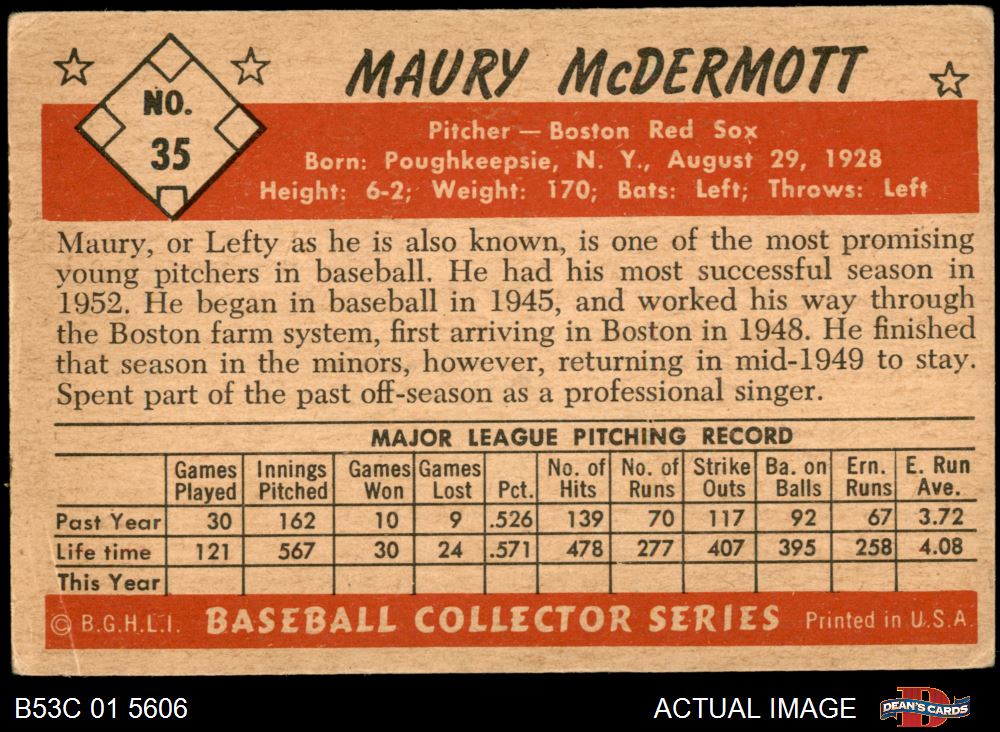 MAURY McDERMOTT
NO.
35
Pitcher — Boston Red Sox
Born: Poughkeepsie, N. Y., August 29, 1928
Height: 6-2; Weight: 170; Bats: Left; Throws: Left
Maury, or Lefty as he is also known, is one of the most promising
young pitchers in baseball. He had his most successful season in
1952. He began in baseball in 1945, and worked his way through
the Boston farm system, first arriving in Boston in 1948. He finished
that season in the minors, however, returning in mid-1949 to stay.
Spent part of the past off-season as a professional singer.
MAJOR LEAGUE PITCHING RECORD
Games Played Innings Pitched Games Won Games Lost Pct. No. of Hits No. of Runs Strike Outs Ba. on Balls Ern. Runs E. Run Ave.
Past Year 30 162 10 9 .526 139 70 117 92 67 3.72
Life time 121 567 30 24 .571 478 277 407 395 258 4.08
This Year
© B.G.H.L.I. BASEBALL COLLECTOR SERIES Printed in U.S.A.
B53C 01 5606 ACTUAL IMAGE DEAN'S CARDS